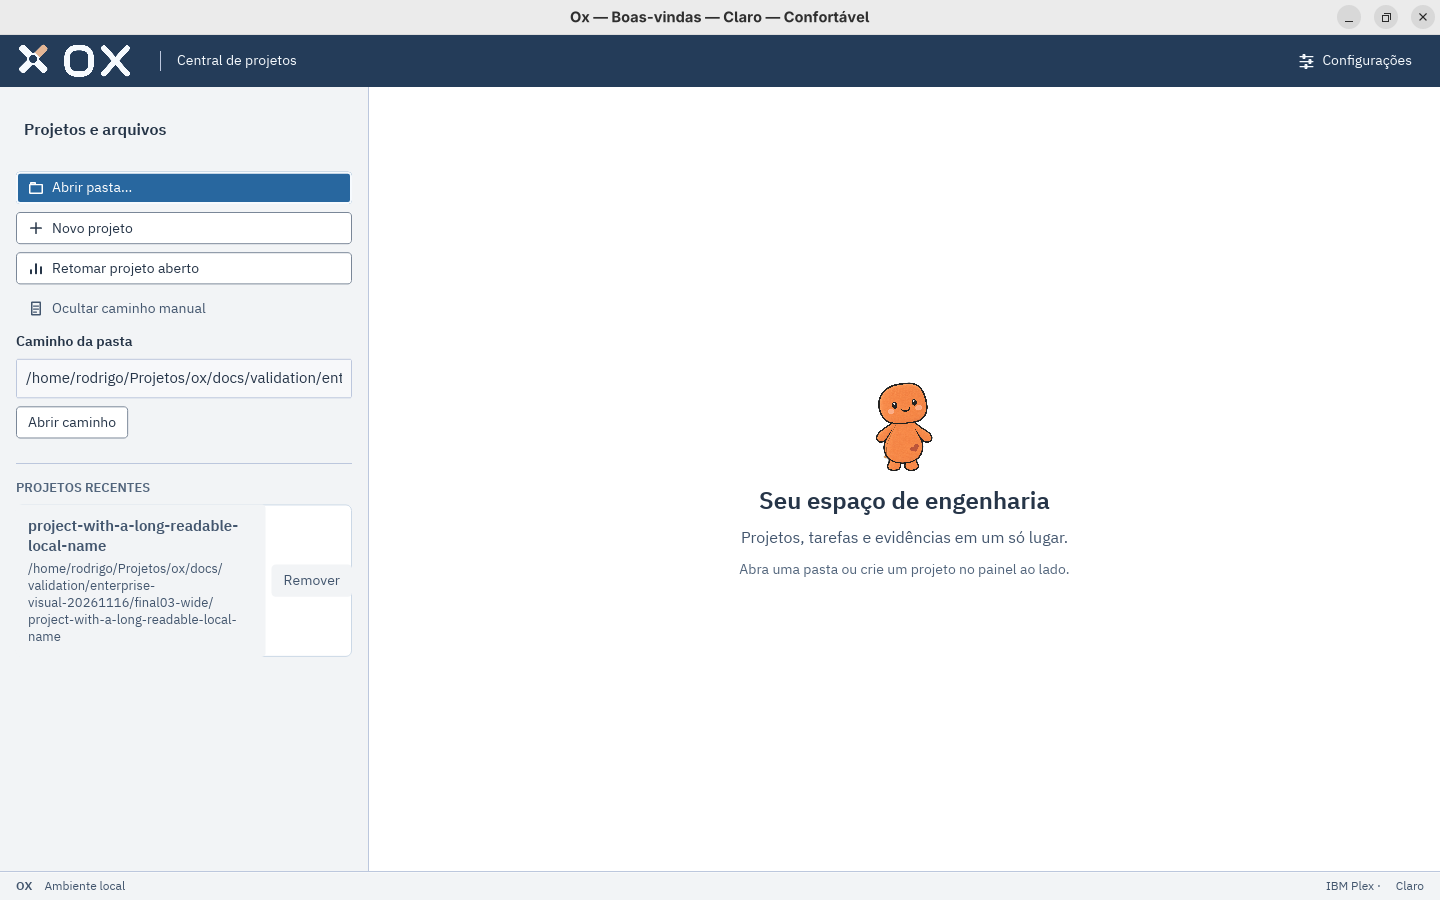 Ox — Boas-vindas — Claro — Confortável
OX
Central de projetos
Configurações
Projetos e arquivos
Abrir pasta...
Novo projeto
Retomar projeto aberto
Ocultar caminho manual
Caminho da pasta
/home/rodrigo/Projetos/ox/docs/validation/ent
Abrir caminho
PROJETOS RECENTES
project-with-a-long-readable-
local-name
/home/rodrigo/Projetos/ox/docs/
validation/enterprise-
visual-20261116/final03-wide/
project-with-a-long-readable-local-
name
Remover
Seu espaço de engenharia
Projetos, tarefas e evidências em um só lugar.
Abra uma pasta ou crie um projeto no painel ao lado.
OX Ambiente local
IBM Plex · Claro